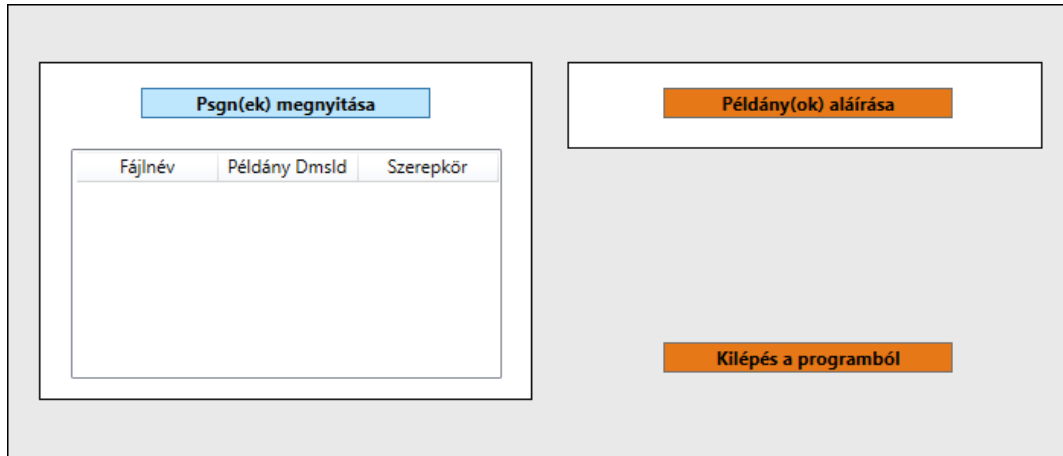 Psgn(ek) megnyitása
Fájlnév Példány DmsId Szerepkör
Példány(ok) aláírása
Kilépés a programból